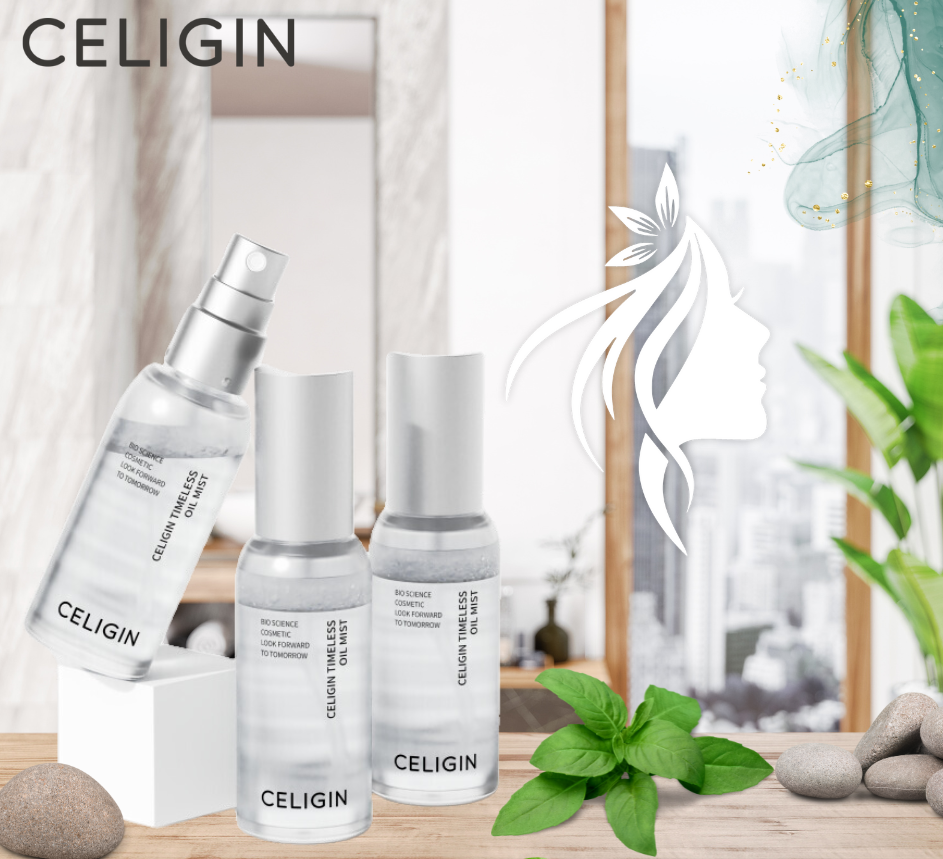 CELIGIN
BIO SCIENCE
COSMETIC
LOOK FORWARD
TO TOMORROW
CELIGIN TIMELESS
OIL MIST
CELIGIN
BIO SCIENCE
COSMETIC
LOOK FORWARD
TO TOMORROW
CELIGIN TIMELESS
OIL MIST
CELIGIN
BIO SCIENCE
COSMETIC
LOOK FORWARD
TO TOMORROW
CELIGIN TIMELESS
OIL MIST
CELIGIN